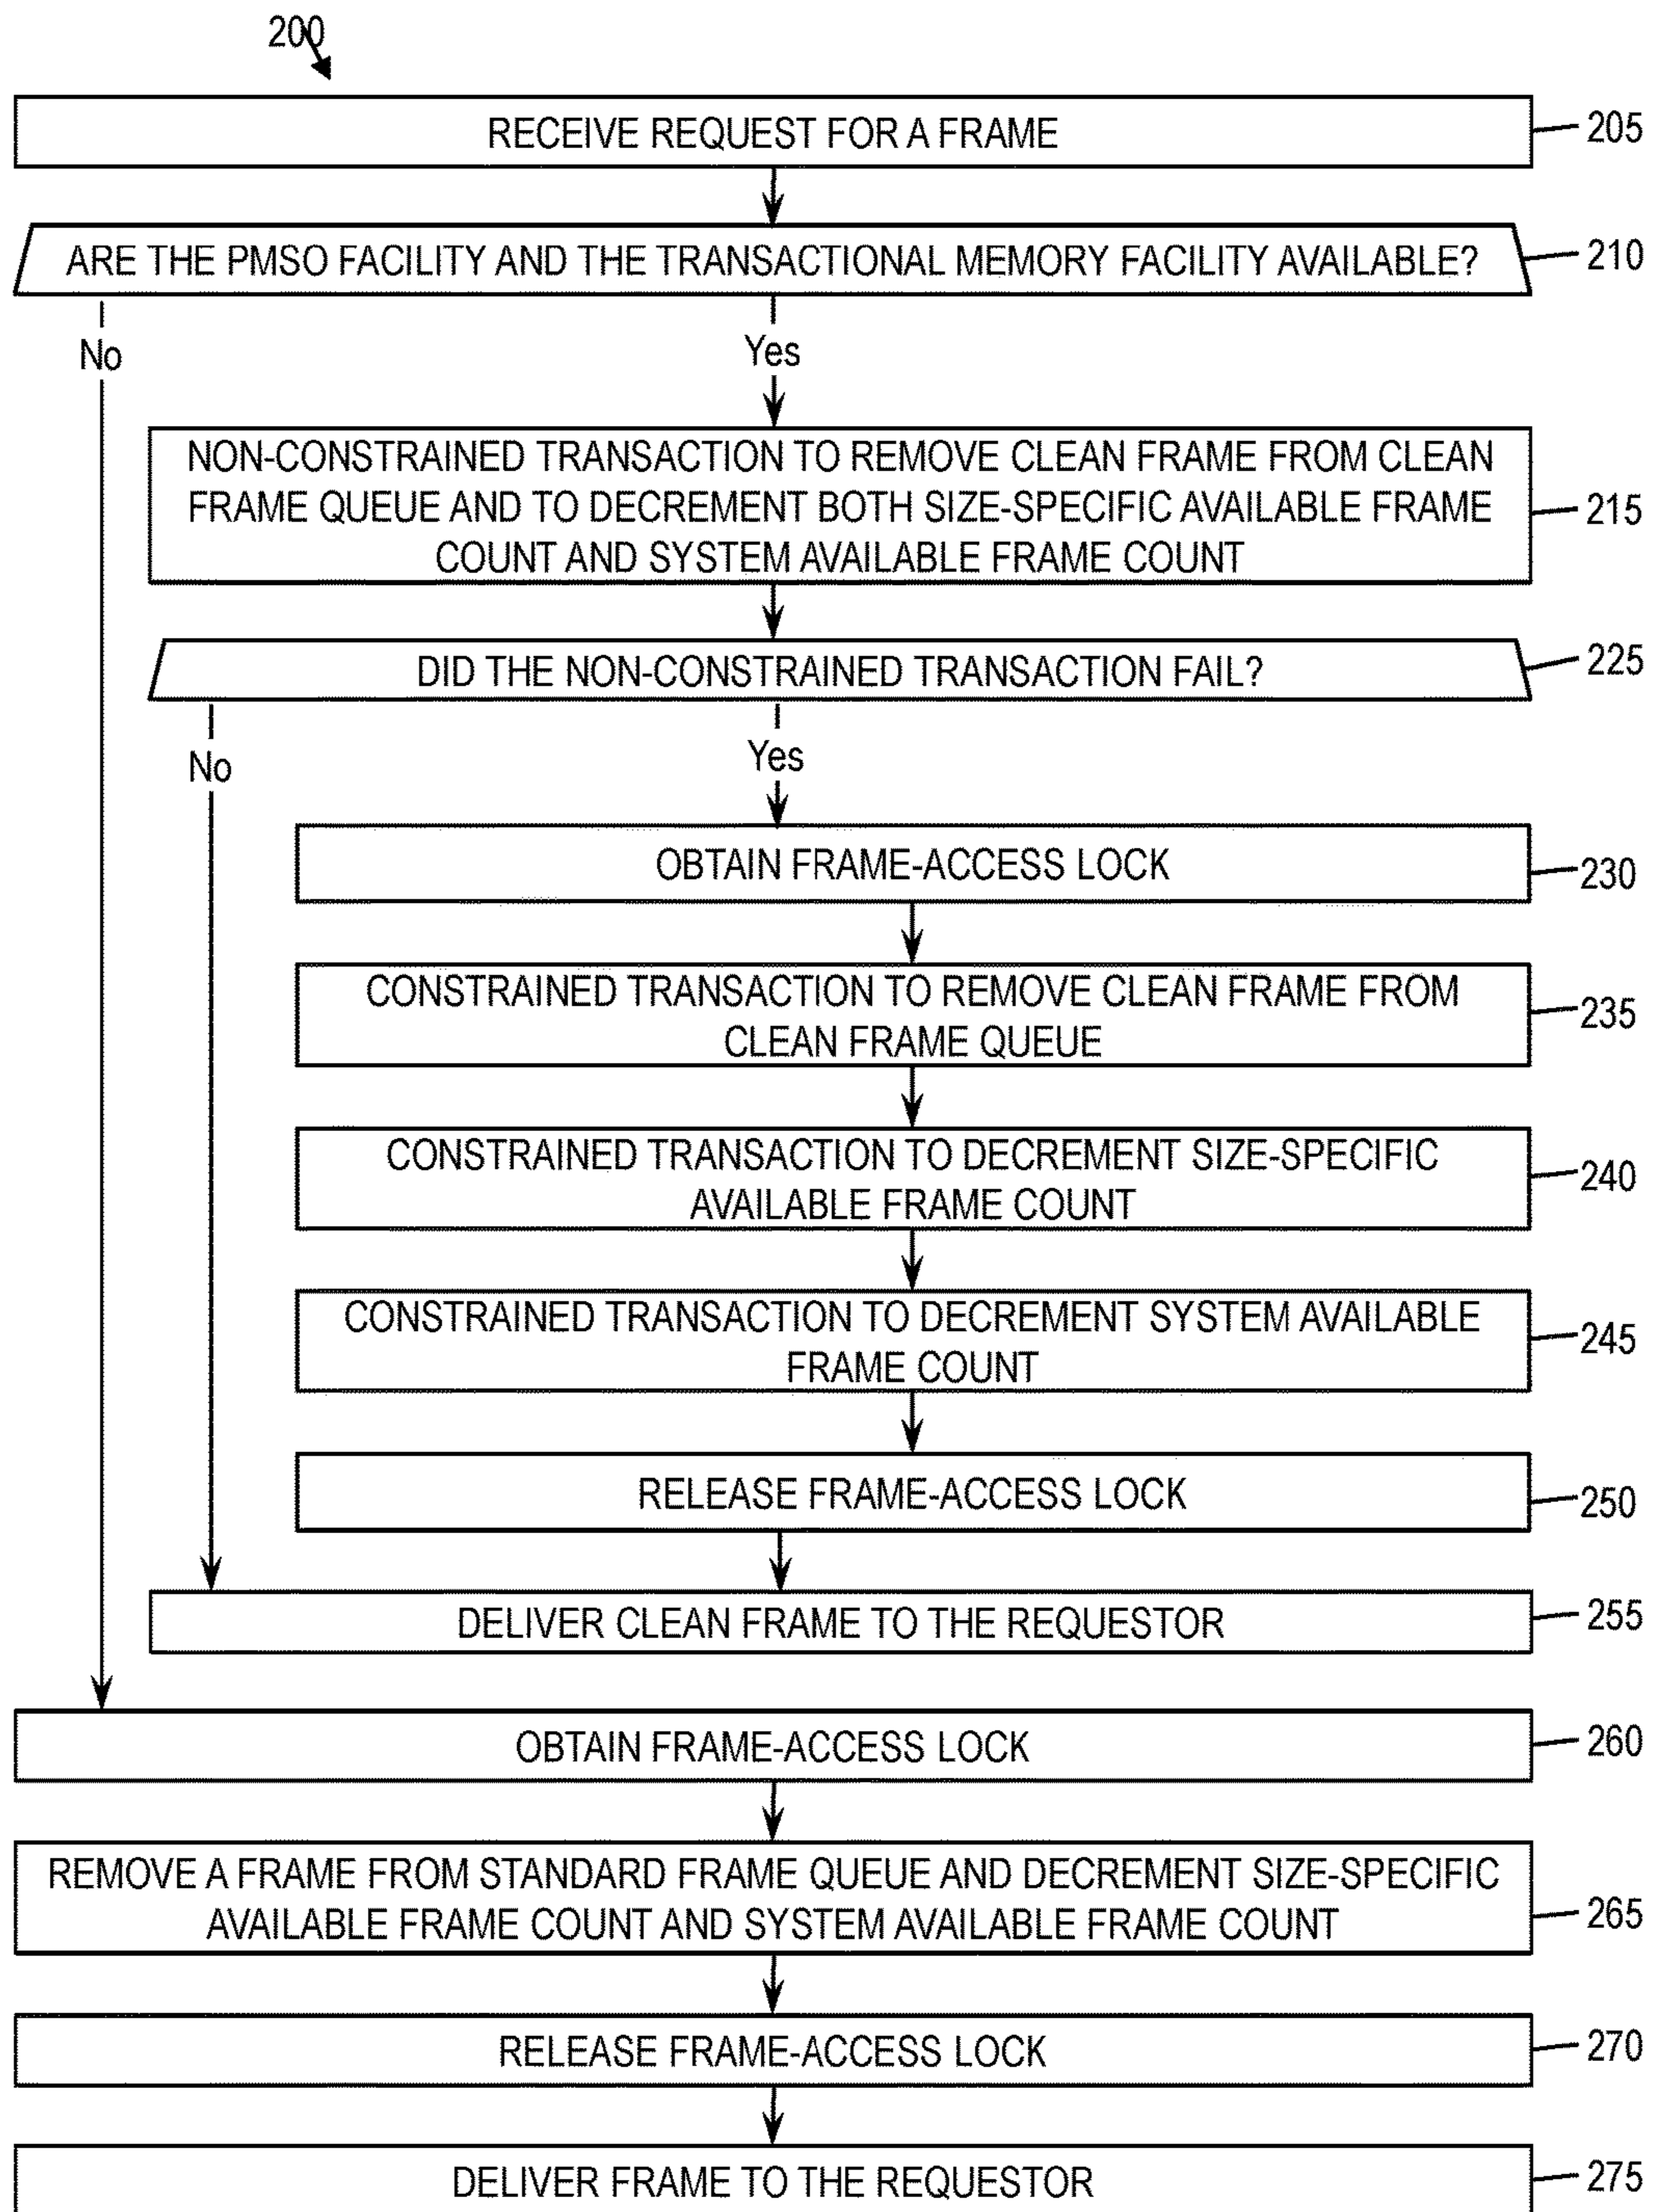 200
RECEIVE REQUEST FOR A FRAME
205
ARE THE PMSO FACILITY AND THE TRANSACTIONAL MEMORY FACILITY AVAILABLE?
210
No
Yes
NON-CONSTRAINED TRANSACTION TO REMOVE CLEAN FRAME FROM CLEAN
FRAME QUEUE AND TO DECREMENT BOTH SIZE-SPECIFIC AVAILABLE FRAME
COUNT AND SYSTEM AVAILABLE FRAME COUNT
215
DID THE NON-CONSTRAINED TRANSACTION FAIL?
225
No
Yes
OBTAIN FRAME-ACCESS LOCK
230
CONSTRAINED TRANSACTION TO REMOVE CLEAN FRAME FROM
CLEAN FRAME QUEUE
235
CONSTRAINED TRANSACTION TO DECREMENT SIZE-SPECIFIC
AVAILABLE FRAME COUNT
240
CONSTRAINED TRANSACTION TO DECREMENT SYSTEM AVAILABLE
FRAME COUNT
245
RELEASE FRAME-ACCESS LOCK
250
DELIVER CLEAN FRAME TO THE REQUESTOR
255
OBTAIN FRAME-ACCESS LOCK
260
REMOVE A FRAME FROM STANDARD FRAME QUEUE AND DECREMENT SIZE-SPECIFIC
AVAILABLE FRAME COUNT AND SYSTEM AVAILABLE FRAME COUNT
265
RELEASE FRAME-ACCESS LOCK
270
DELIVER FRAME TO THE REQUESTOR
275